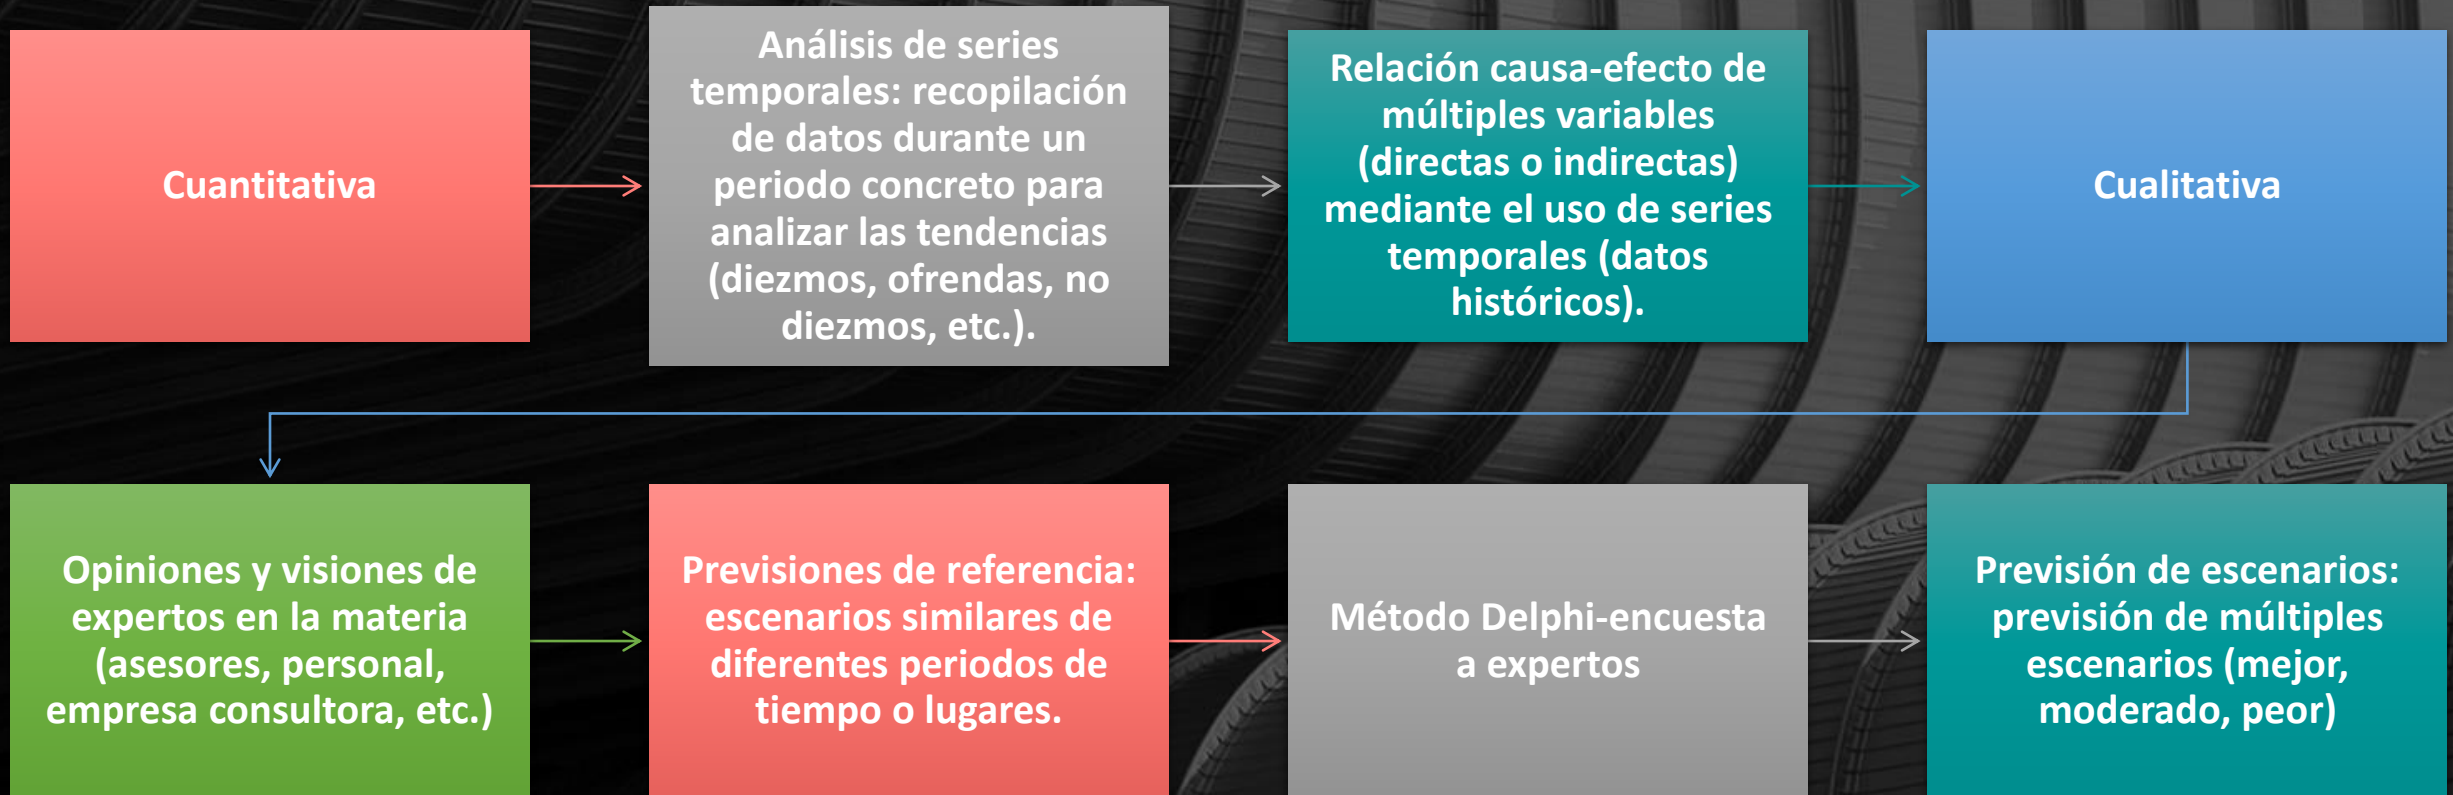 Cuantitativa
Análisis de series
temporales: recopilación
de datos durante un
periodo concreto para
analizar las tendencias
(diezmos, ofrendas, no
diezmos, etc.).
Relación causa-efecto de
múltiples variables
(directas o indirectas)
mediante el uso de series
temporales (datos
históricos).
Cualitativa
Opiniones y visiones de
expertos en la materia
(asesores, personal,
empresa consultora, etc.)
Previsiones de referencia:
escenarios similares de
diferentes periodos de
tiempo o lugares.
Método Delphi-encuesta
a expertos
Previsión de escenarios:
previsión de múltiples
escenarios (mejor,
moderado, peor)